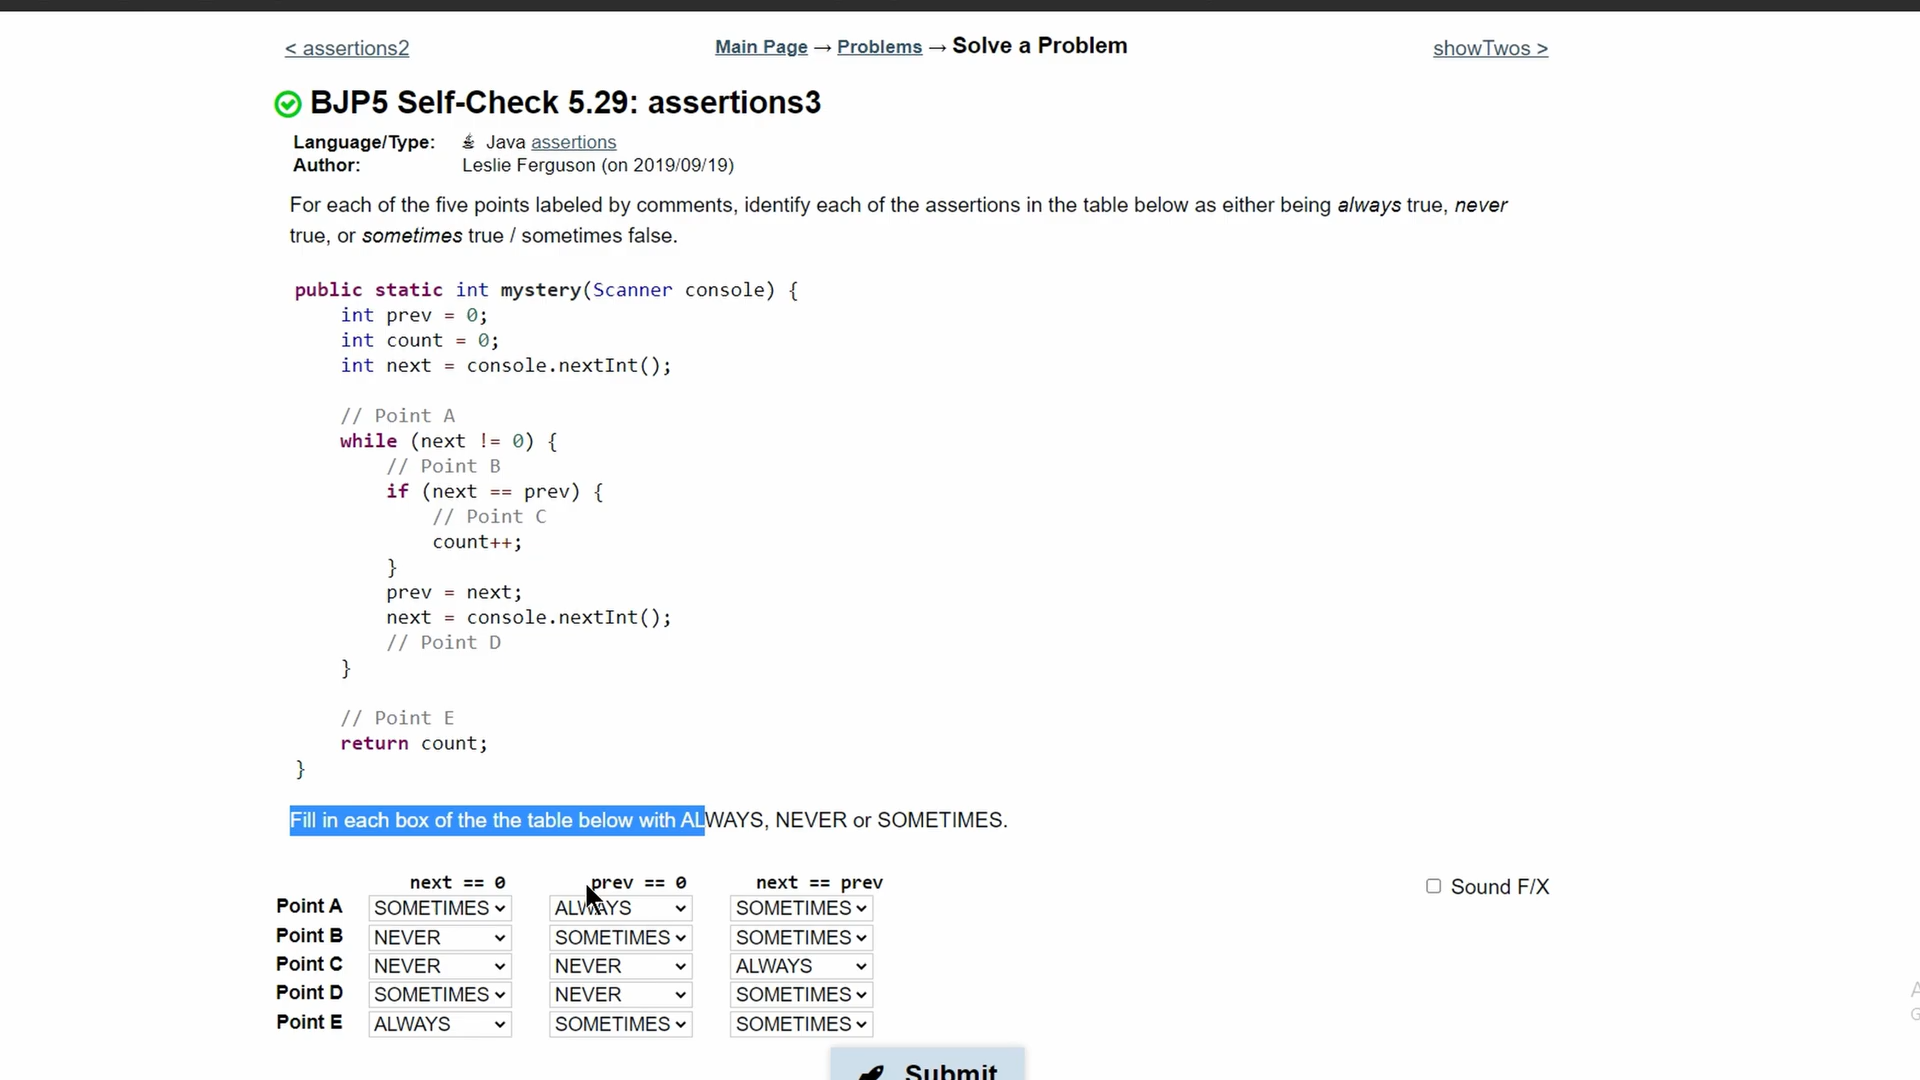 < assertions2
Main Page → Problems → Solve a Problem
showTwos >
BJP5 Self-Check 5.29: assertions3
Language/Type: Java assertions
Author: Leslie Ferguson (on 2019/09/19)
For each of the five points labeled by comments, identify each of the assertions in the table below as either being always true, never
true, or sometimes true / sometimes false.
public static int mystery(Scanner console) {
    int prev = 0;
    int count = 0;
    int next = console.nextInt();
    // Point A
    while (next != 0) {
        // Point B
        if (next == prev) {
            // Point C
            count++;
        }
        prev = next;
        next = console.nextInt();
        // Point D
    }
    // Point E
    return count;
}
Fill in each box of the the table below with ALWAYS, NEVER or SOMETIMES.
next == 0 prev == 0 next == prev
Sound F/X
Point A SOMETIMES ALWAYS SOMETIMES
Point B NEVER SOMETIMES SOMETIMES
Point C NEVER NEVER ALWAYS
Point D SOMETIMES NEVER SOMETIMES
Point E ALWAYS SOMETIMES SOMETIMES
Submit